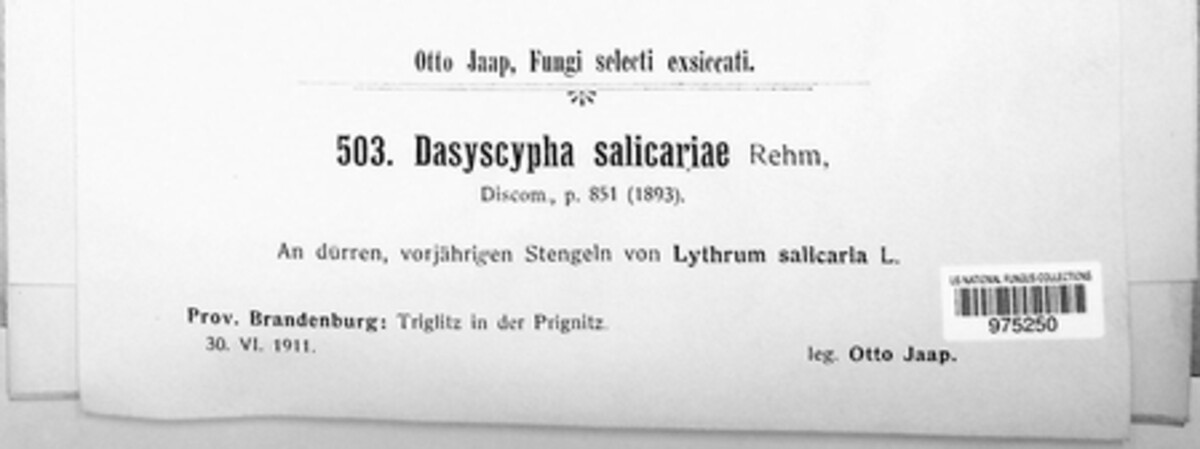 Otto Jaap, Fungi selecti exsiccati.
503. Dasyscypha salicariae Rehm,
Discom., p. 851 (1893).
An dürren, vorjährigen Stengeln von Lythrum salicaria L.
US NATIONAL FUNGUS COLLECTIONS
975250
Prov. Brandenburg: Triglitz in der Prignitz.
30. VI. 1911.
leg. Otto Jaap.